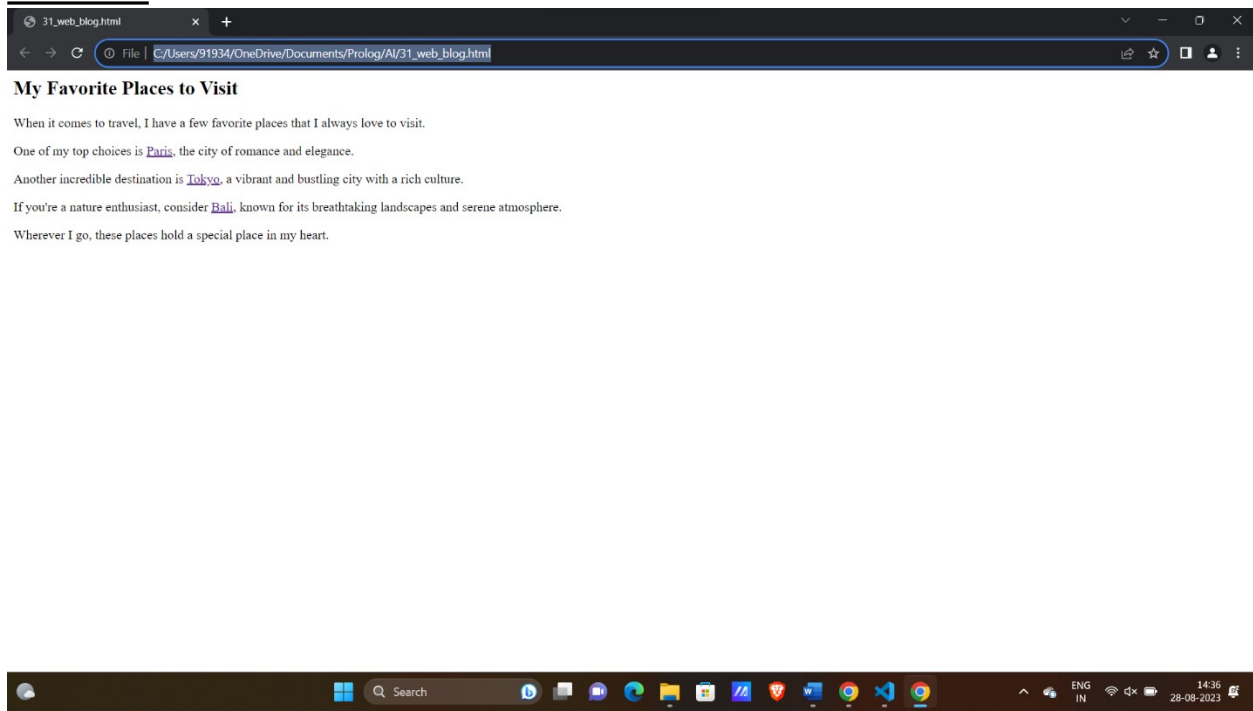 31_web_blog.html
File | C:/Users/91934/OneDrive/Documents/Prolog/AI/31_web_blog.html
My Favorite Places to Visit
When it comes to travel, I have a few favorite places that I always love to visit.
One of my top choices is Paris, the city of romance and elegance.
Another incredible destination is Tokyo, a vibrant and bustling city with a rich culture.
If you're a nature enthusiast, consider Bali, known for its breathtaking landscapes and serene atmosphere.
Wherever I go, these places hold a special place in my heart.
Search
ENG
IN
14:36
28-08-2023